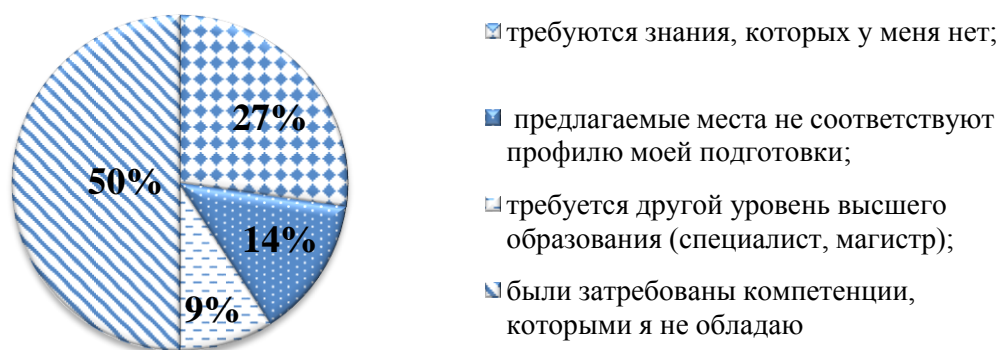 27%
50%
14%
9%
требуются знания, которых у меня нет;
предлагаемые места не соответствуют
профилю моей подготовки;
требуется другой уровень высшего
образования (специалист, магистр);
были затребованы компетенции,
которыми я не обладаю